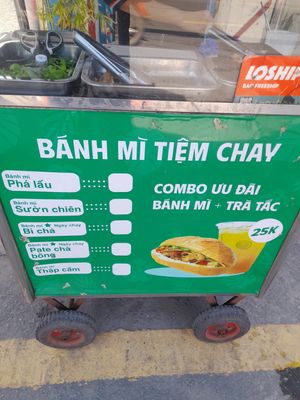 LOSHIP
BÁNH MÌ TIỆM CHAY
Bánh mì
Phá lấu
Bánh mì
Sườn chiên
Bánh mì ★ Ngày chay
Bì chả
Bánh mì ★ Ngày chay
Pate chả bông
Bánh mì
Thập cẩm
COMBO ƯU ĐÃI
BÁNH MÌ + TRÀ TẮC
25K